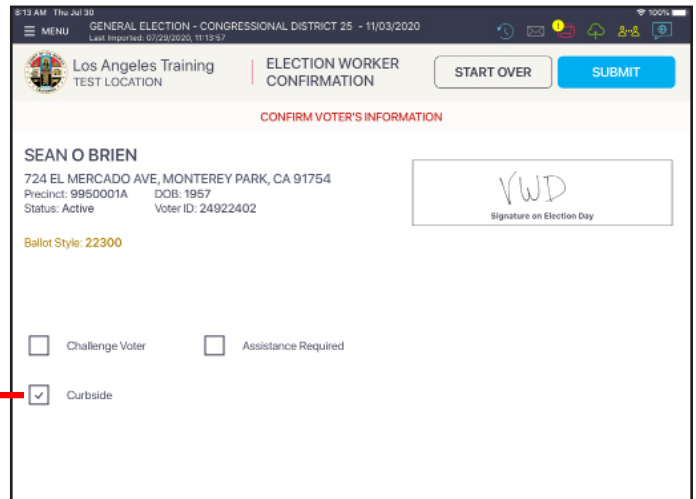 8:13 AM Thu Jul 30
100%
MENU
GENERAL ELECTION - CONGRESSIONAL DISTRICT 25 - 11/03/2020
Last Imported: 07/29/2020, 11:13:57
Los Angeles Training
TEST LOCATION
ELECTION WORKER
CONFIRMATION
START OVER
SUBMIT
CONFIRM VOTER'S INFORMATION
SEAN O BRIEN
724 EL MERCADO AVE, MONTEREY PARK, CA 91754
Precinct: 9950001A DOB: 1957
Status: Active Voter ID: 24922402
VWD
Signature on Election Day
Ballot Style: 22300
Challenge Voter
Assistance Required
Curbside